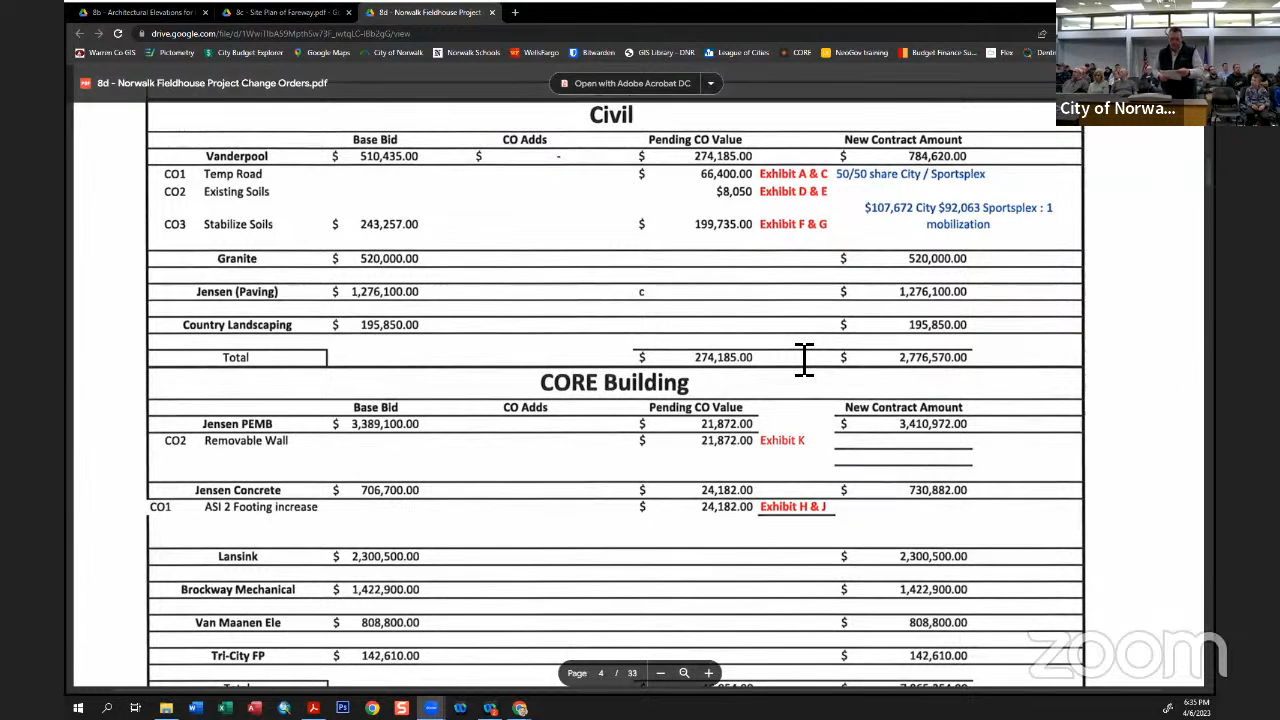 8b - Architectural Elevations for
8c - Site Plan of Fareway.pdf - G
8d - Norwalk Fieldhouse Project
Warren Co GIS Pictometry City Budget Explorer Google Maps City of Norwalk Norwalk Schools WellsFargo Bitwarden GIS Library - DNR League of Cities CORE NeoGov training Budget Finance Su... Flex
8d - Norwalk Fieldhouse Project Change Orders.pdf
Open with Adobe Acrobat DC
City of Norwa...
Civil
Base Bid CO Adds Pending CO Value New Contract Amount
Vanderpool $ 510,435.00 $ - $ 274,185.00 $ 784,620.00
CO1 Temp Road $ 66,400.00 Exhibit A & C 50/50 share City / Sportsplex
CO2 Existing Soils $8,050 Exhibit D & E
$107,672 City $92,063 Sportsplex : 1
CO3 Stabilize Soils 243,257.00 $ 199,735.00 Exhibit F & G mobilization
Granite $ 520,000.00 $ 520,000.00
Jensen (Paving) $ 1,276,100.00 c $ 1,276,100.00
Country Landscaping $ 195,850.00 $ 195,850.00
Total $ 274,185.00 $ 2,776,570.00
CORE Building
Base Bid CO Adds Pending CO Value New Contract Amount
Jensen PEMB $ 3,389,100.00 $ 21,872.00 $ 3,410,972.00
CO2 Removable Wall $ 21,872.00 Exhibit K
Jensen Concrete $ 706,700.00 $ 24,182.00 $ 730,882.00
CO1 ASI 2 Footing increase $ 24,182.00 Exhibit H & J
Lansink $ 2,300,500.00 $ 2,300,500.00
Brockway Mechanical $ 1,422,900.00 $ 1,422,900.00
Van Maanen Ele $ 808,800.00 $ 808,800.00
Tri-City FP $ 142,610.00 $ 142,610.00
Page 4 / 33
zoom
6:35 PM
4/6/2023